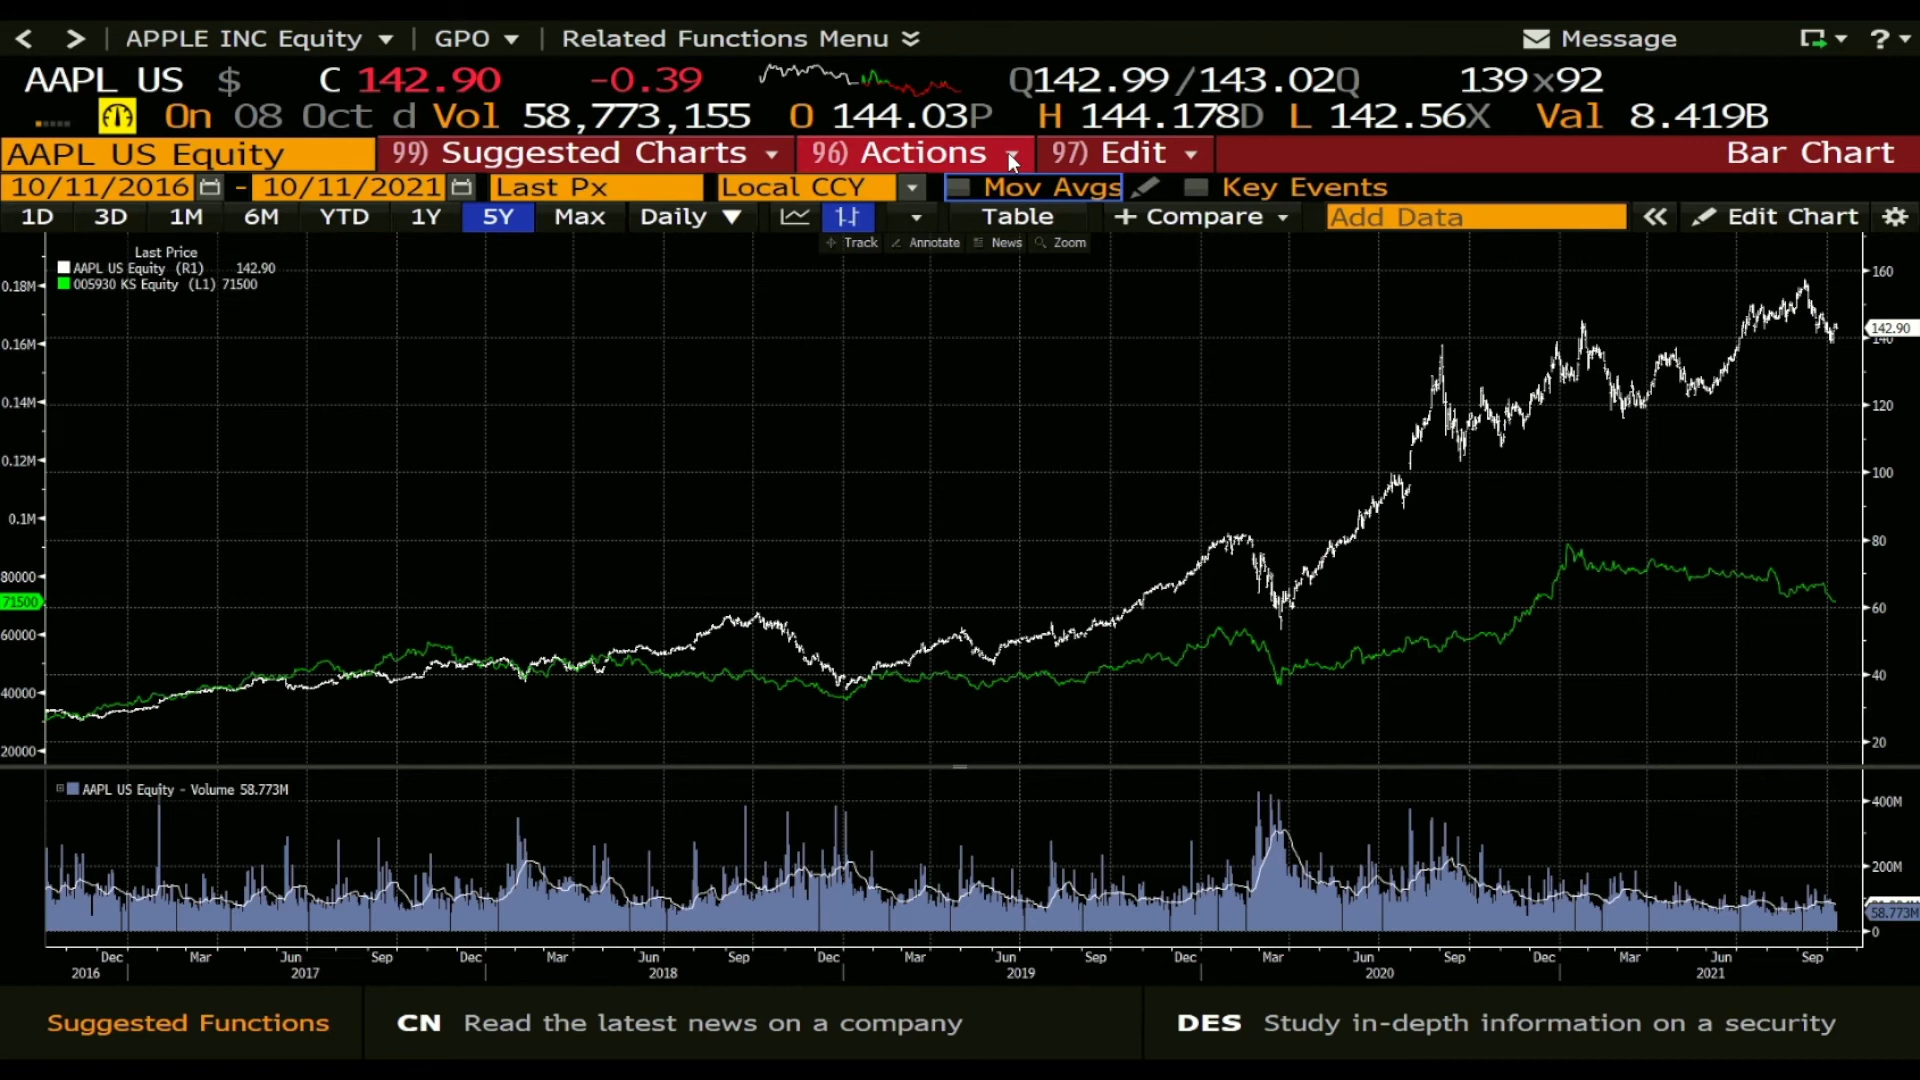 < > | APPLE INC Equity | GPO | Related Functions Menu Message ?
AAPL US $ C 142.90 -0.39 Q142.99/143.02Q 139x92
On 08 Oct d Vol 58,773,155 O 144.03P H 144.178D L 142.56X Val 8.419B
AAPL US Equity 99) Suggested Charts 96) Actions 97) Edit Bar Chart
10/11/2016 - 10/11/2021 Last Px Local CCY Mov Avgs Key Events
1D 3D 1M 6M YTD 1Y 5Y Max Daily Table + Compare Add Data « Edit Chart
Track Annotate News Zoom
Last Price
AAPL US Equity (R1) 142.90
005930 KS Equity (L1) 71500
0.18M
0.16M
0.14M
0.12M
0.1M
80000
71500
60000
40000
20000
160
142.90
140
120
100
80
60
40
20
AAPL US Equity - Volume 58.773M
400M
200M
58.773M
0
Dec Mar Jun Sep Dec Mar Jun Sep Dec Mar Jun Sep Dec Mar Jun Sep Dec Mar Jun Sep
2016 2017 2018 2019 2020 2021
Suggested Functions CN Read the latest news on a company DES Study in-depth information on a security